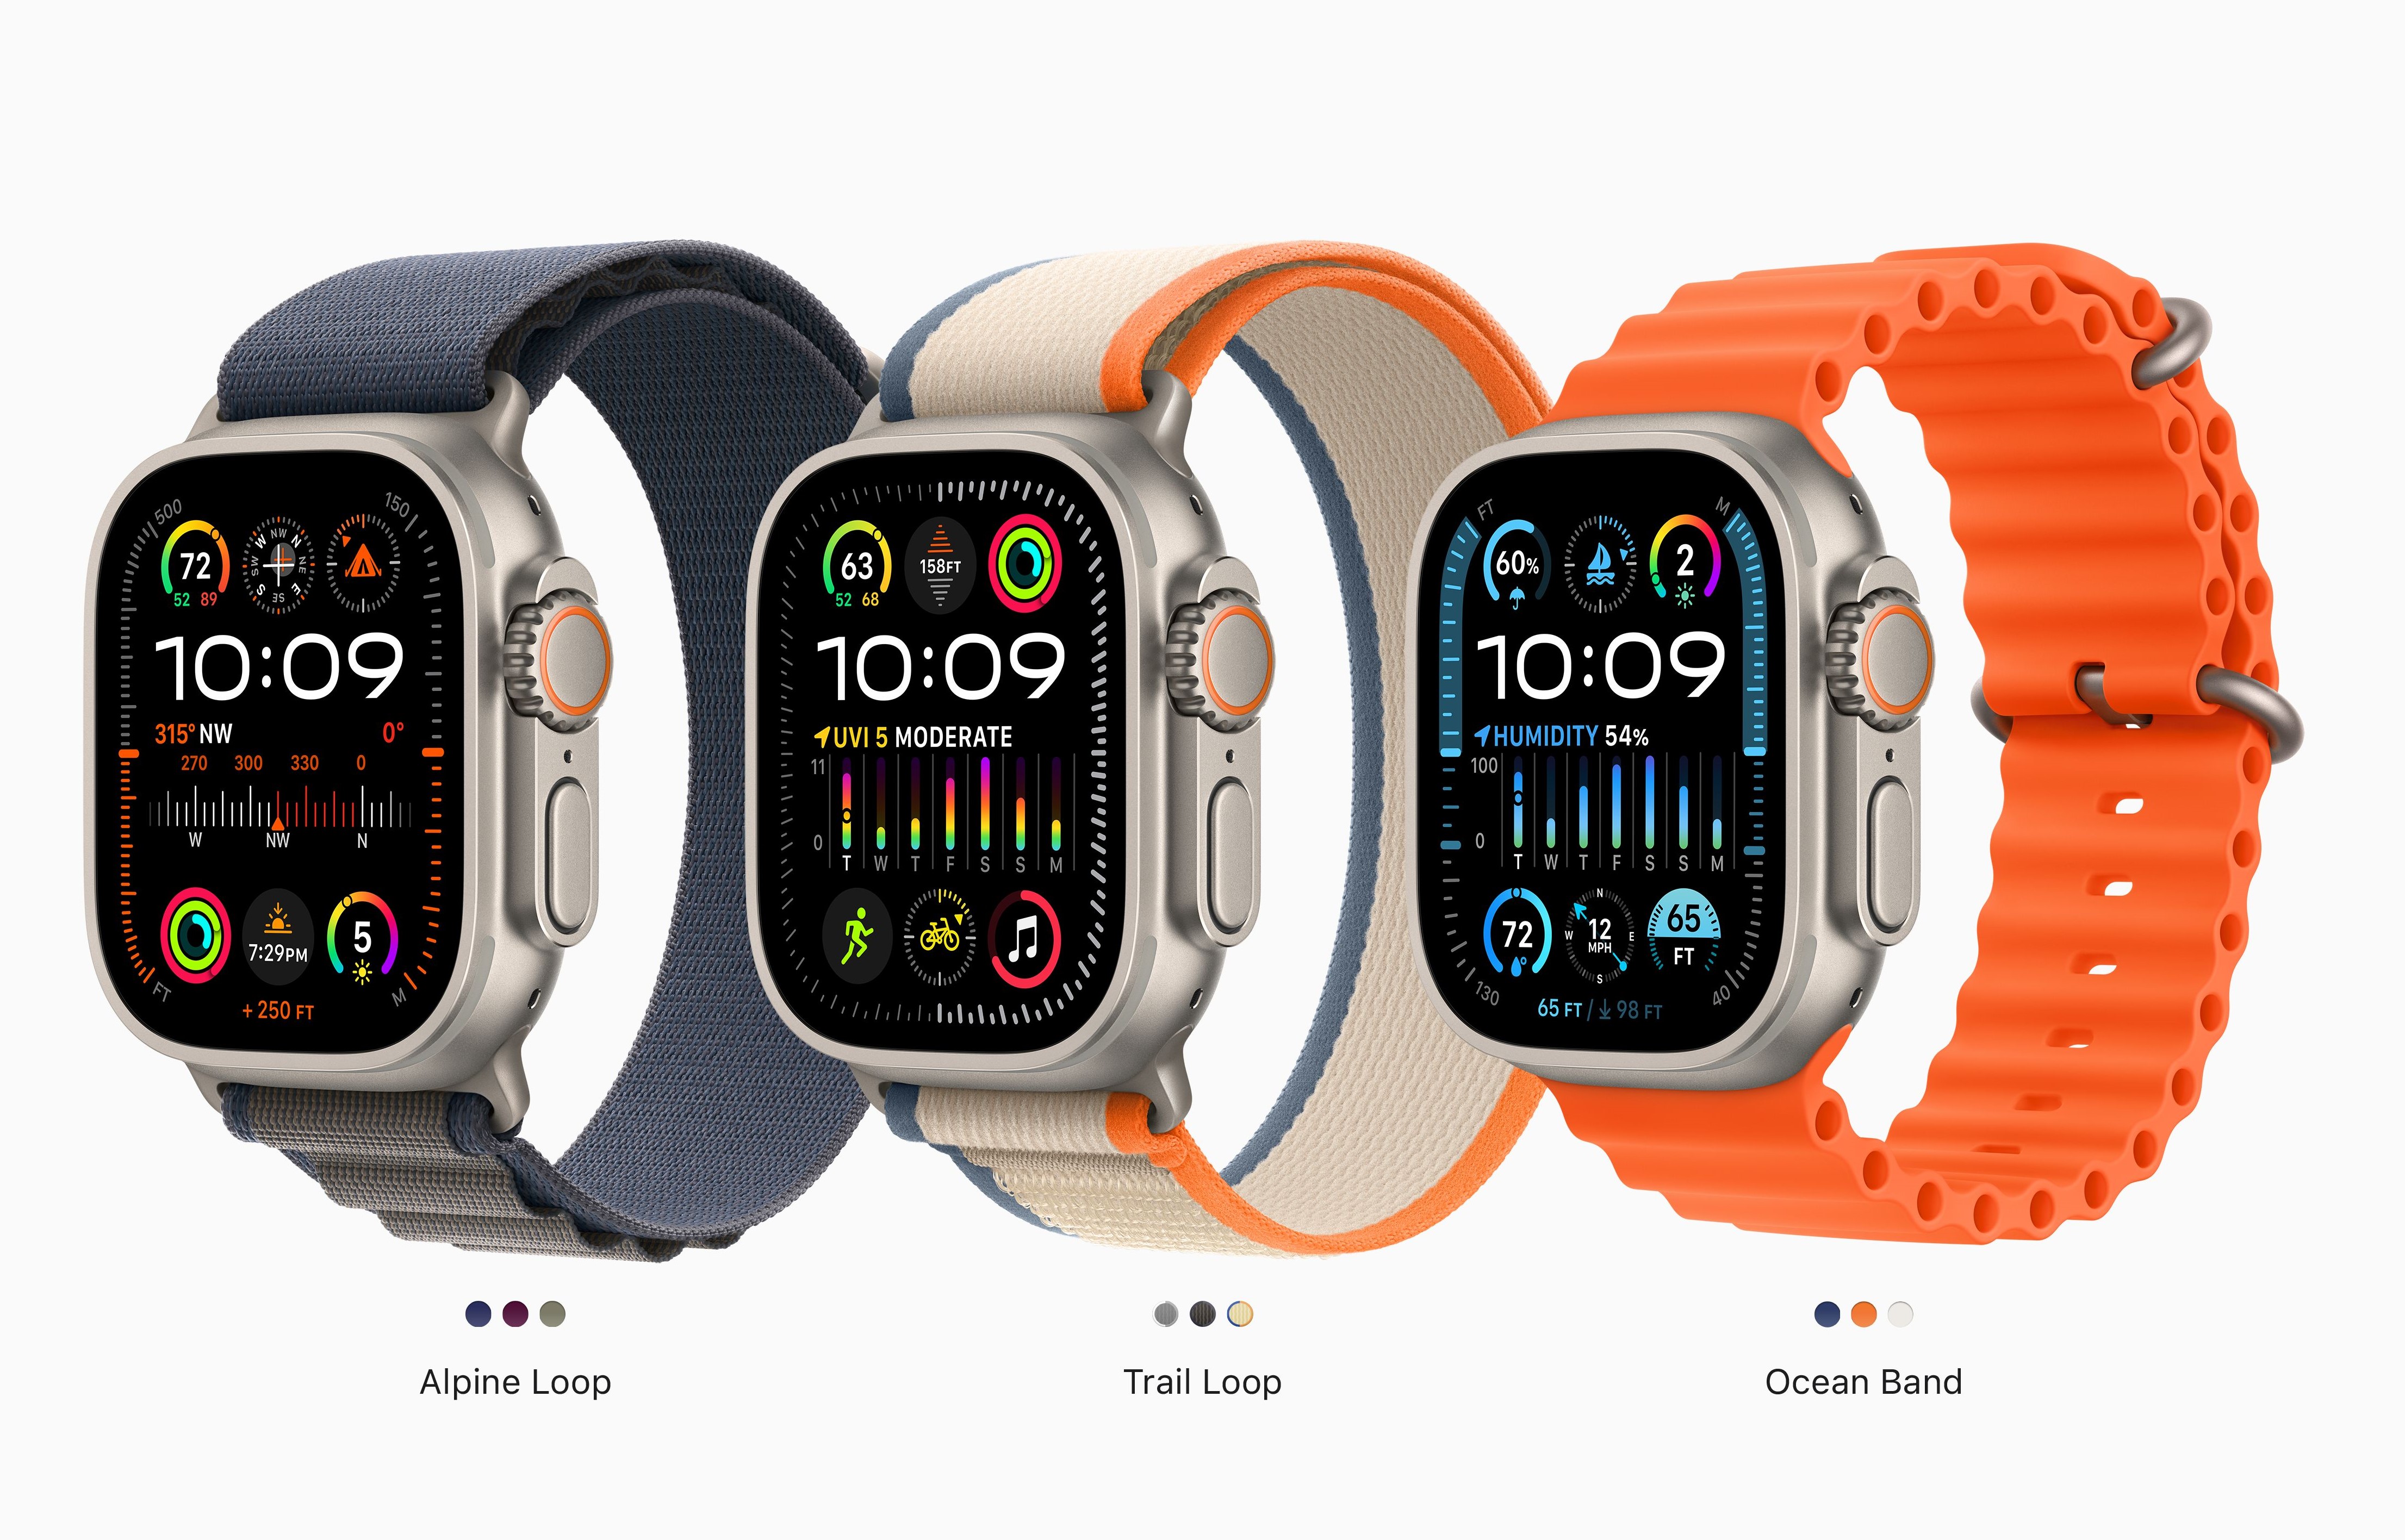 500
150
72
52 89
NW N NE E SE S SW W
10:09
315° NW 0°
270 300 330 0
W NW N
7:29PM
5
FT
M
+ 250 FT
63
52 68
158FT
10:09
UVI 5 MODERATE
11
0
T W T F S S M
FT
M
60%
2
10:09
HUMIDITY 54%
100
0
T W T F S S M
72
N
W 12 E
MPH
S
65
FT
130
40
65 FT / 98 FT
Alpine Loop
Trail Loop
Ocean Band